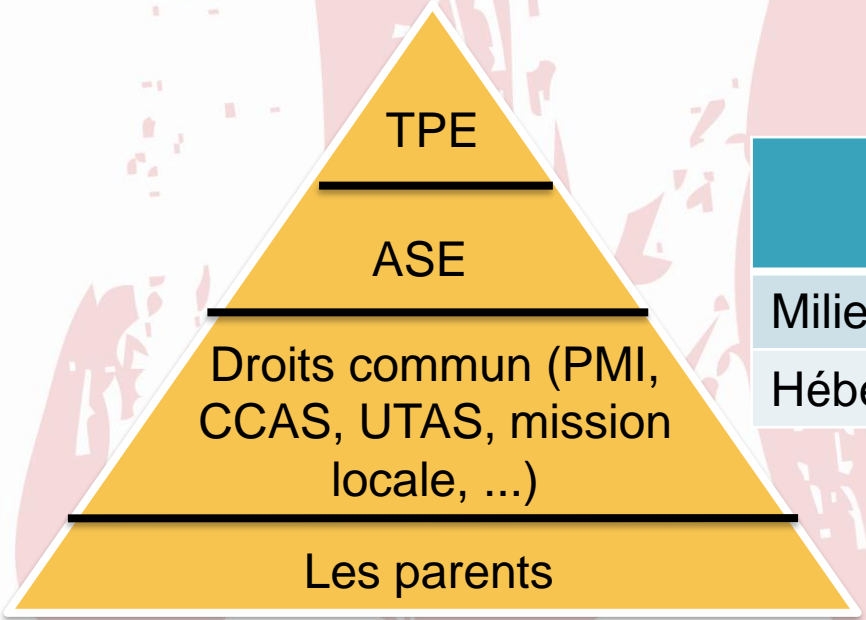 TPE
ASE
Droits commun (PMI,
CCAS, UTAS, mission
locale, ...)
Les parents